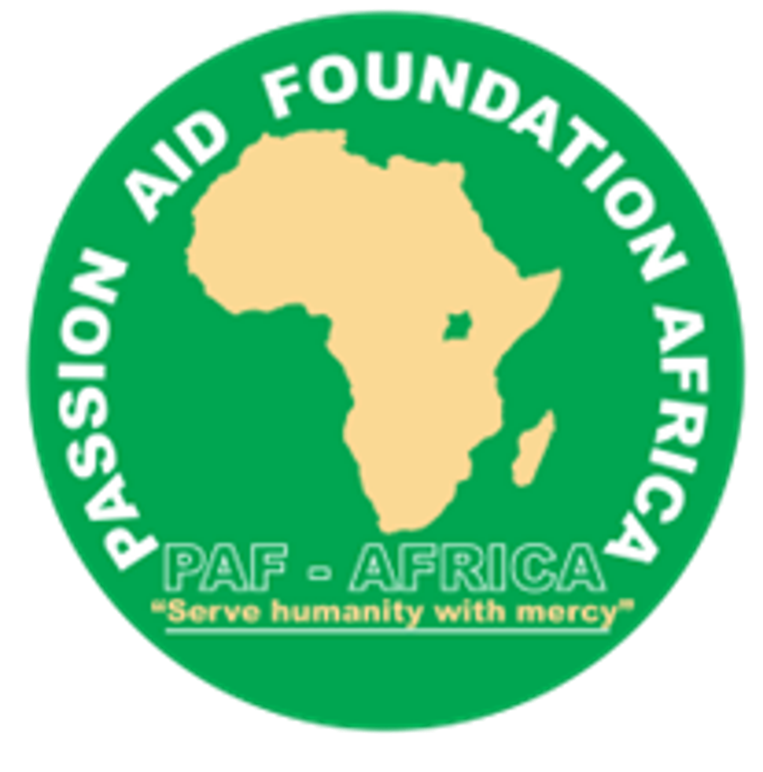 PASSION AID FOUNDATION AFRICA
PAF - AFRICA
“Serve humanity with mercy”